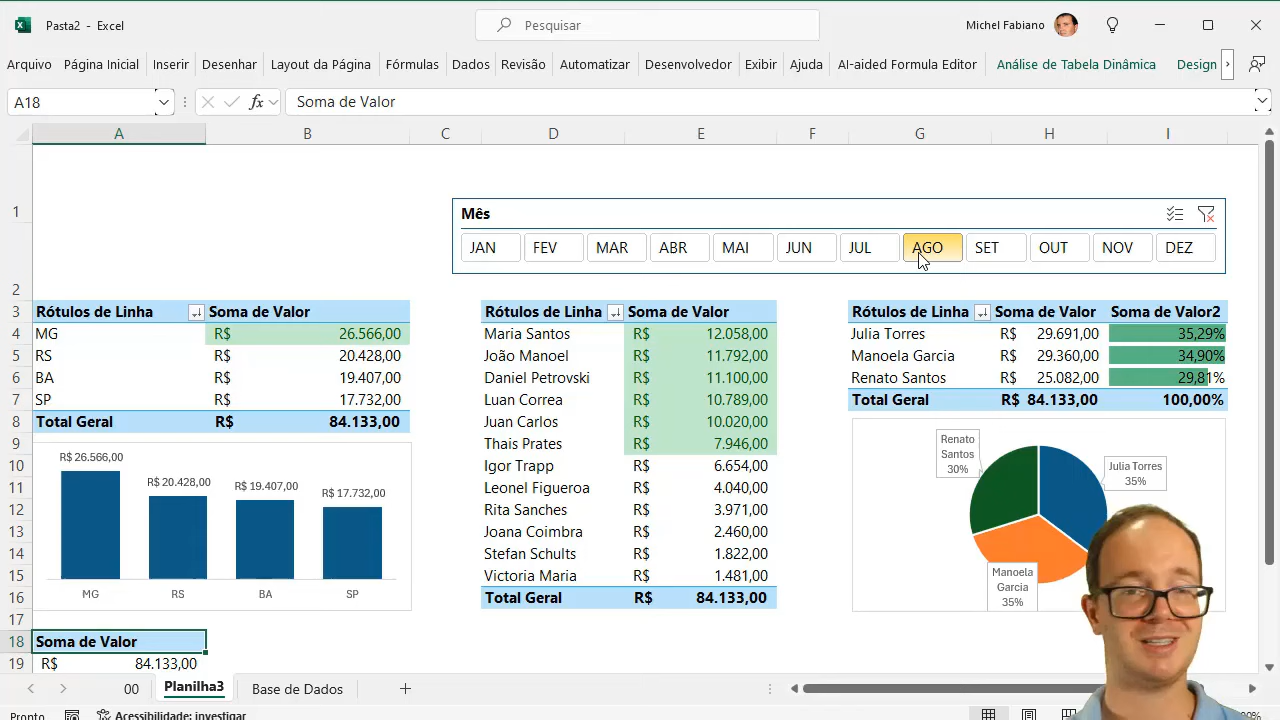 Pasta2 - Excel
Pesquisar
Michel Fabiano
Arquivo Página Inicial Inserir Desenhar Layout da Página Fórmulas Dados Revisão Automatizar Desenvolvedor Exibir Ajuda AI-aided Formula Editor Análise de Tabela Dinâmica Design
A18 fx Soma de Valor
A B C D E F G H I
1
Mês
JAN FEV MAR ABR MAI JUN JUL AGO SET OUT NOV DEZ
2
3 Rótulos de Linha Soma de Valor Rótulos de Linha Soma de Valor Rótulos de Linha Soma de Valor Soma de Valor2
4 MG R$ 26.566,00 Maria Santos R$ 12.058,00 Julia Torres R$ 29.691,00 35,29%
5 RS R$ 20.428,00 João Manoel R$ 11.792,00 Manoela Garcia R$ 29.360,00 34,90%
6 BA R$ 19.407,00 Daniel Petrovski R$ 11.100,00 Renato Santos R$ 25.082,00 29,81%
7 SP R$ 17.732,00 Luan Correa R$ 10.789,00 Total Geral R$ 84.133,00 100,00%
8 Total Geral R$ 84.133,00 Juan Carlos R$ 10.020,00
9 Thais Prates R$ 7.946,00
10 Igor Trapp R$ 6.654,00
11 Leonel Figueroa R$ 4.040,00
12 Rita Sanches R$ 3.971,00
13 Joana Coimbra R$ 2.460,00
14 Stefan Schults R$ 1.822,00
15 Victoria Maria R$ 1.481,00
16 Total Geral R$ 84.133,00
R$ 26.566,00
R$ 20.428,00
R$ 19.407,00
R$ 17.732,00
MG RS BA SP
Renato
Santos
30%
Julia Torres
35%
Manoela
Garcia
35%
17
18 Soma de Valor
19 R$ 84.133,00
00 Planilha3 Base de Dados
Pronto Acessibilidade: investigar